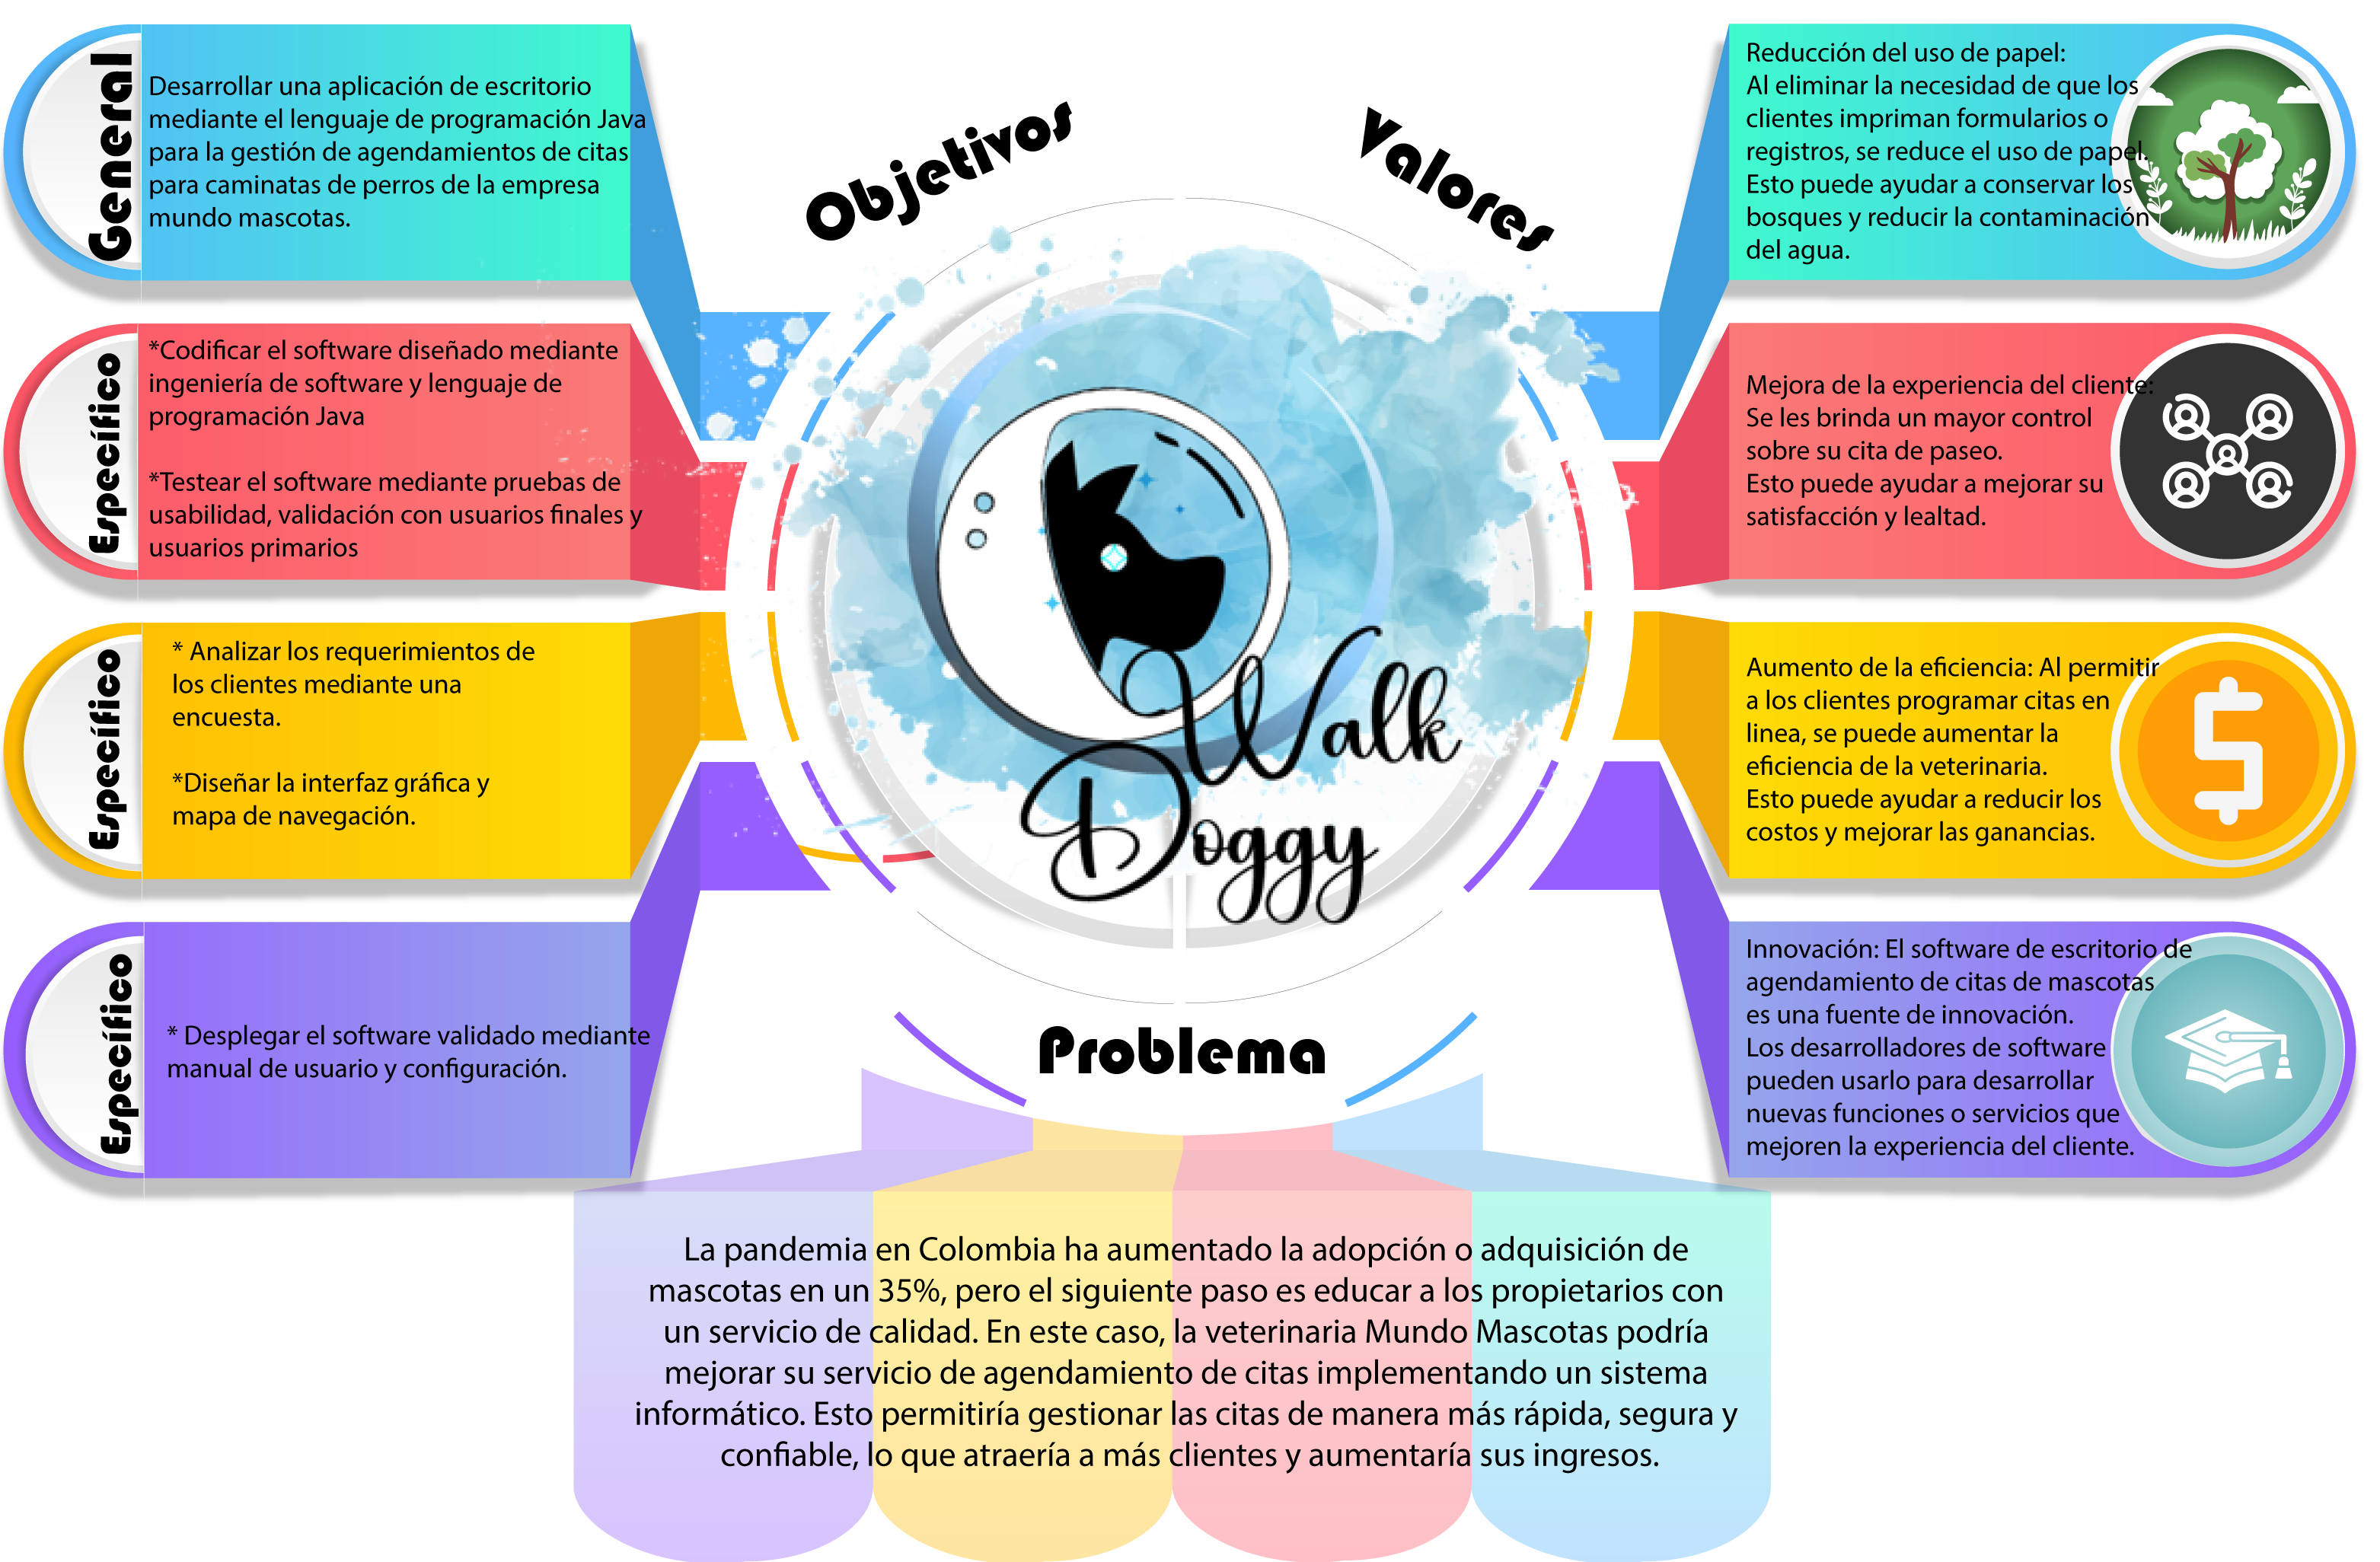 Objetivos
General
Desarrollar una aplicación de escritorio
mediante el lenguaje de programación Java
para la gestión de agendamientos de citas
para caminatas de perros de la empresa
mundo mascotas.
Específico
*Codificar el software diseñado mediante
ingeniería de software y lenguaje de
programación Java
*Testear el software mediante pruebas de
usabilidad, validación con usuarios finales y
usuarios primarios
Específico
* Analizar los requerimientos de
los clientes mediante una
encuesta.
*Diseñar la interfaz gráfica y
mapa de navegación.
Específico
* Desplegar el software validado mediante
manual de usuario y configuración.
Walk
Doggy
Valores
Reducción del uso de papel:
Al eliminar la necesidad de que los
clientes impriman formularios o
registros, se reduce el uso de papel.
Esto puede ayudar a conservar los
bosques y reducir la contaminación
del agua.
Mejora de la experiencia del cliente:
Se les brinda un mayor control
sobre su cita de paseo.
Esto puede ayudar a mejorar su
satisfacción y lealtad.
Aumento de la eficiencia: Al permitir
a los clientes programar citas en
linea, se puede aumentar la
eficiencia de la veterinaria.
Esto puede ayudar a reducir los
costos y mejorar las ganancias.
$
Innovación: El software de escritorio de
agendamiento de citas de mascotas
es una fuente de innovación.
Los desarrolladores de software
pueden usarlo para desarrollar
nuevas funciones o servicios que
mejoren la experiencia del cliente.
Problema
La pandemia en Colombia ha aumentado la adopción o adquisición de
mascotas en un 35%, pero el siguiente paso es educar a los propietarios con
un servicio de calidad. En este caso, la veterinaria Mundo Mascotas podría
mejorar su servicio de agendamiento de citas implementando un sistema
informático. Esto permitiría gestionar las citas de manera más rápida, segura y
confiable, lo que atraería a más clientes y aumentaría sus ingresos.